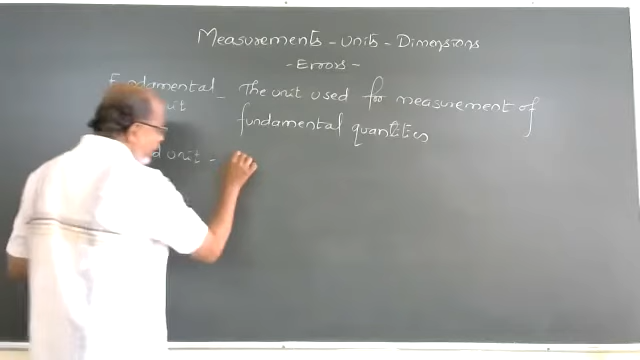 Measurements - Units - Dimensions
- Errors -
Fundamental - The unit used for measurement of
unit
fundamental quantities
unit -